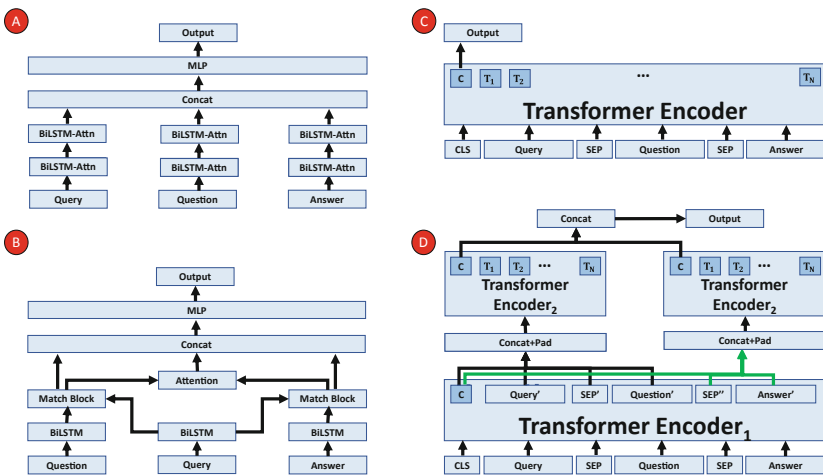 A
Output
MLP
Concat
BiLSTM-Attn BiLSTM-Attn BiLSTM-Attn
BiLSTM-Attn BiLSTM-Attn BiLSTM-Attn
Query Question Answer
B
Output
MLP
Concat
Attention
Match Block Match Block
BiLSTM BiLSTM BiLSTM
Question Query Answer
C
Output
C T1 T2 ... TN
Transformer Encoder
CLS Query SEP Question SEP Answer
D
Concat Output
C T1 T2 ... TN C T1 T2 ... TN
Transformer Transformer
Encoder2 Encoder2
Concat+Pad Concat+Pad
C Query' SEP' Question' SEP'' Answer'
Transformer Encoder1
CLS Query SEP Question SEP Answer